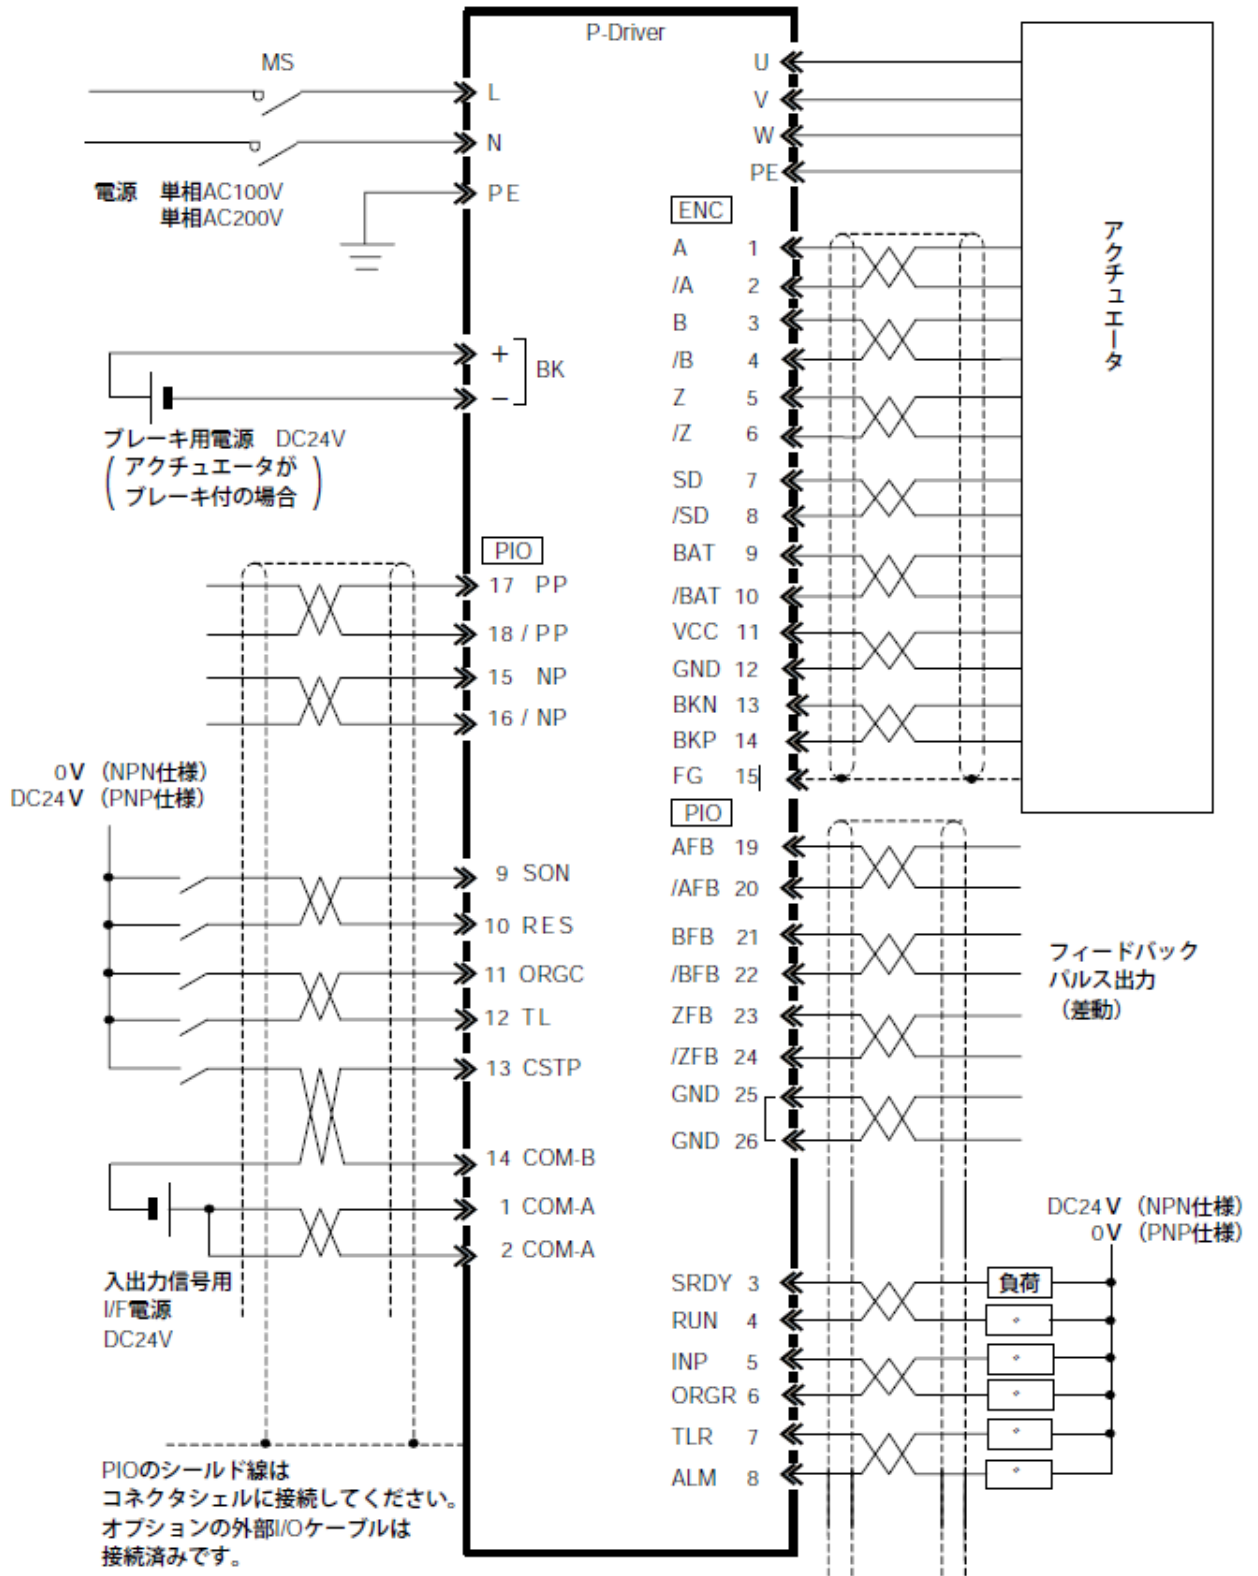 P-Driver
MS
L
N
PE
電源　単相AC100V
単相AC200V
+
−
BK
ブレーキ用電源　DC24V
( アクチュエータが
ブレーキ付の場合 )
PIO
17 PP
18 / PP
15 NP
16 / NP
0V（NPN仕様）
DC24V（PNP仕様）
9 SON
10 RES
11 ORGC
12 TL
13 CSTP
14 COM-B
1 COM-A
2 COM-A
入出力信号用
I/F電源
DC24V
PIOのシールド線は
コネクタシェルに接続してください。
オプションの外部I/Oケーブルは
接続済みです。
U
V
W
PE
ENC
A 1
/A 2
B 3
/B 4
Z 5
/Z 6
SD 7
/SD 8
BAT 9
/BAT 10
VCC 11
GND 12
BKN 13
BKP 14
FG 15
アクチュエータ
PIO
AFB 19
/AFB 20
BFB 21
/BFB 22
ZFB 23
/ZFB 24
GND 25
GND 26
フィードバック
パルス出力
（差動）
DC24V（NPN仕様）
0V（PNP仕様）
SRDY 3 負荷
RUN 4 〃
INP 5 〃
ORGR 6 〃
TLR 7 〃
ALM 8 〃